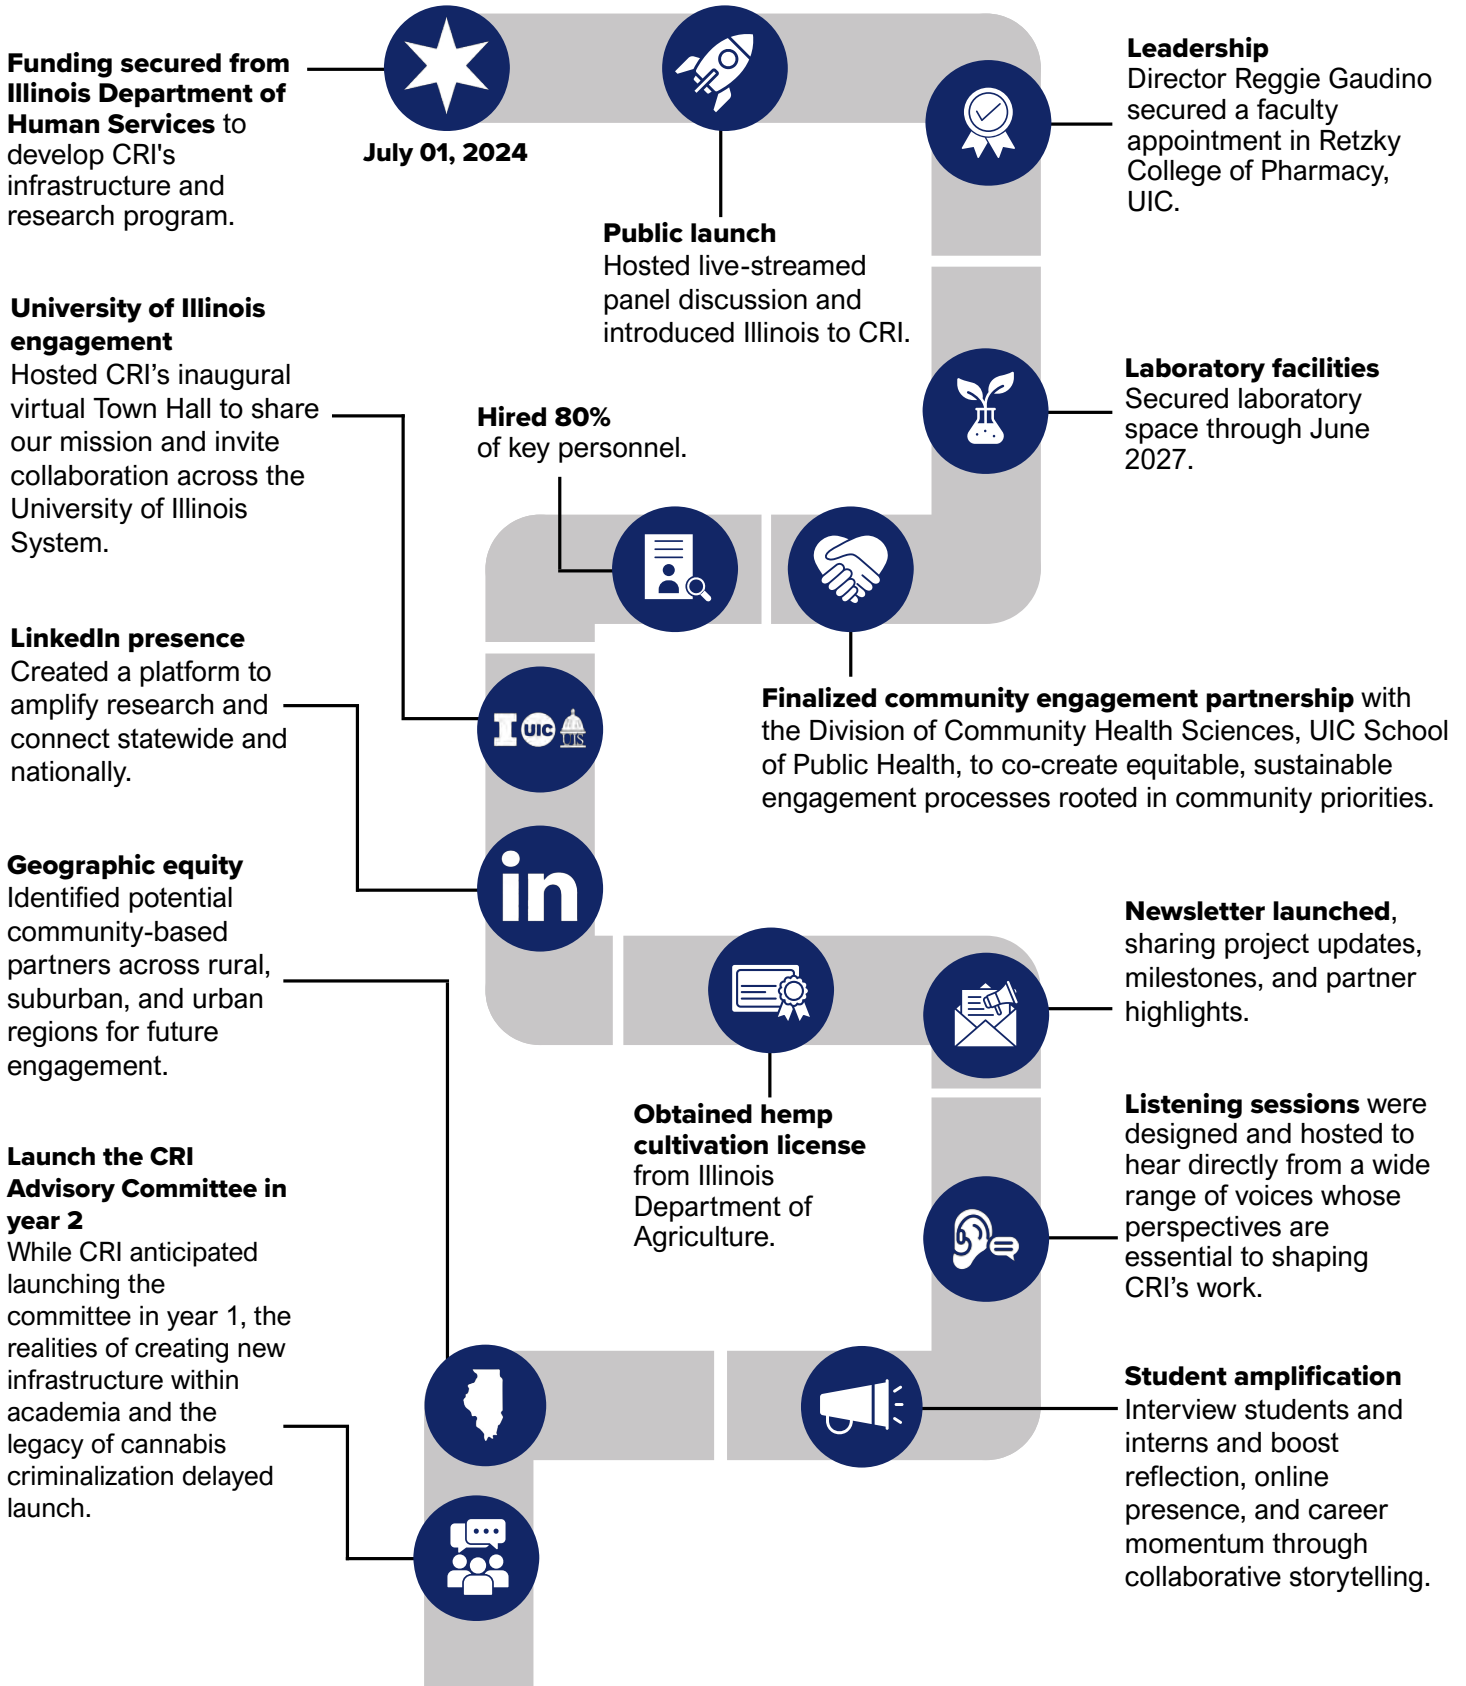 Funding secured from
Illinois Department of
Human Services to
develop CRI's
infrastructure and
research program.
July 01, 2024
Public launch
Hosted live-streamed
panel discussion and
introduced Illinois to CRI.
Leadership
Director Reggie Gaudino
secured a faculty
appointment in Retzky
College of Pharmacy,
UIC.
Laboratory facilities
Secured laboratory
space through June
2027.
Finalized community engagement partnership with
the Division of Community Health Sciences, UIC School
of Public Health, to co-create equitable, sustainable
engagement processes rooted in community priorities.
Hired 80%
of key personnel.
University of Illinois
engagement
Hosted CRI’s inaugural
virtual Town Hall to share
our mission and invite
collaboration across the
University of Illinois
System.
I UIC UIS
LinkedIn presence
Created a platform to
amplify research and
connect statewide and
nationally.
in
Obtained hemp
cultivation license
from Illinois
Department of
Agriculture.
Newsletter launched,
sharing project updates,
milestones, and partner
highlights.
Listening sessions were
designed and hosted to
hear directly from a wide
range of voices whose
perspectives are
essential to shaping
CRI’s work.
Student amplification
Interview students and
interns and boost
reflection, online
presence, and career
momentum through
collaborative storytelling.
Geographic equity
Identified potential
community-based
partners across rural,
suburban, and urban
regions for future
engagement.
Launch the CRI
Advisory Committee in
year 2
While CRI anticipated
launching the
committee in year 1, the
realities of creating new
infrastructure within
academia and the
legacy of cannabis
criminalization delayed
launch.